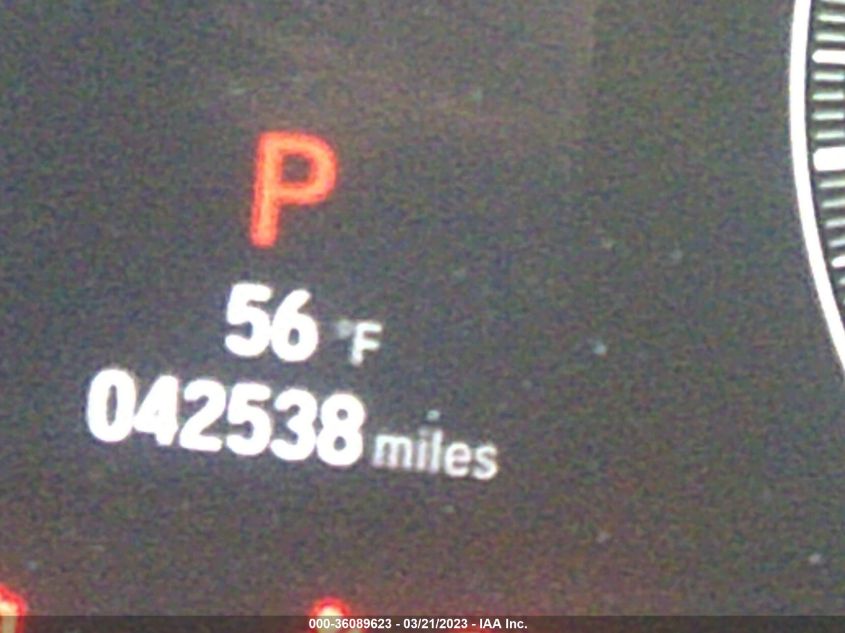 P
56 °F
042538 miles
000-36089623 - 03/21/2023 - IAA Inc.